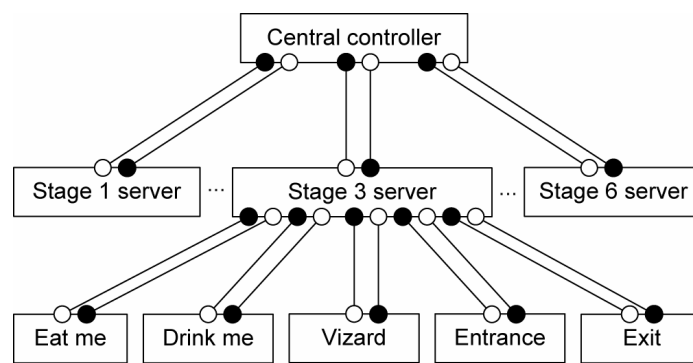 Central controller
Stage 1 server
...
Stage 3 server
...
Stage 6 server
Eat me
Drink me
Vizard
Entrance
Exit